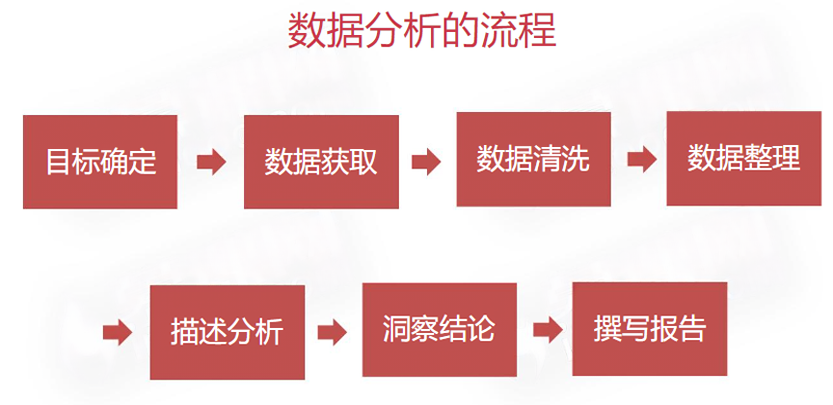 数据分析的流程
目标确定
数据获取
数据清洗
数据整理
描述分析
洞察结论
撰写报告